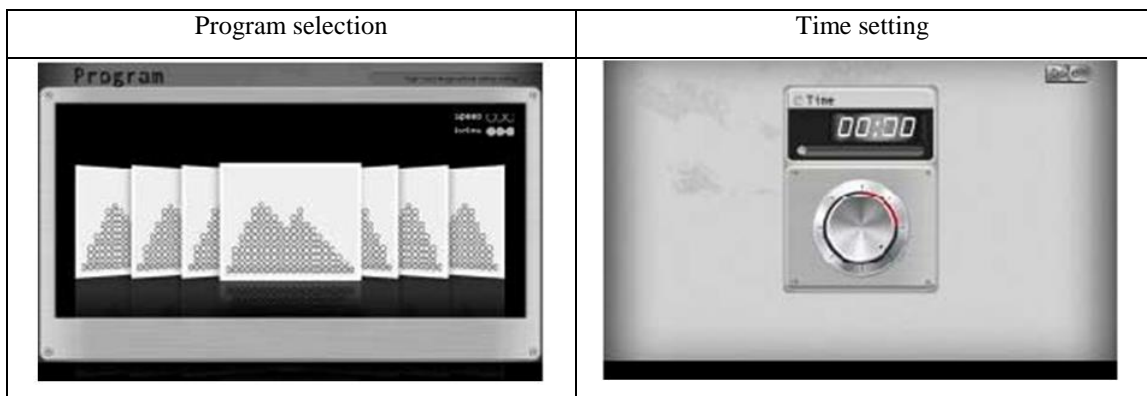 Program selection
Time setting
Program
speed
Time
00:00